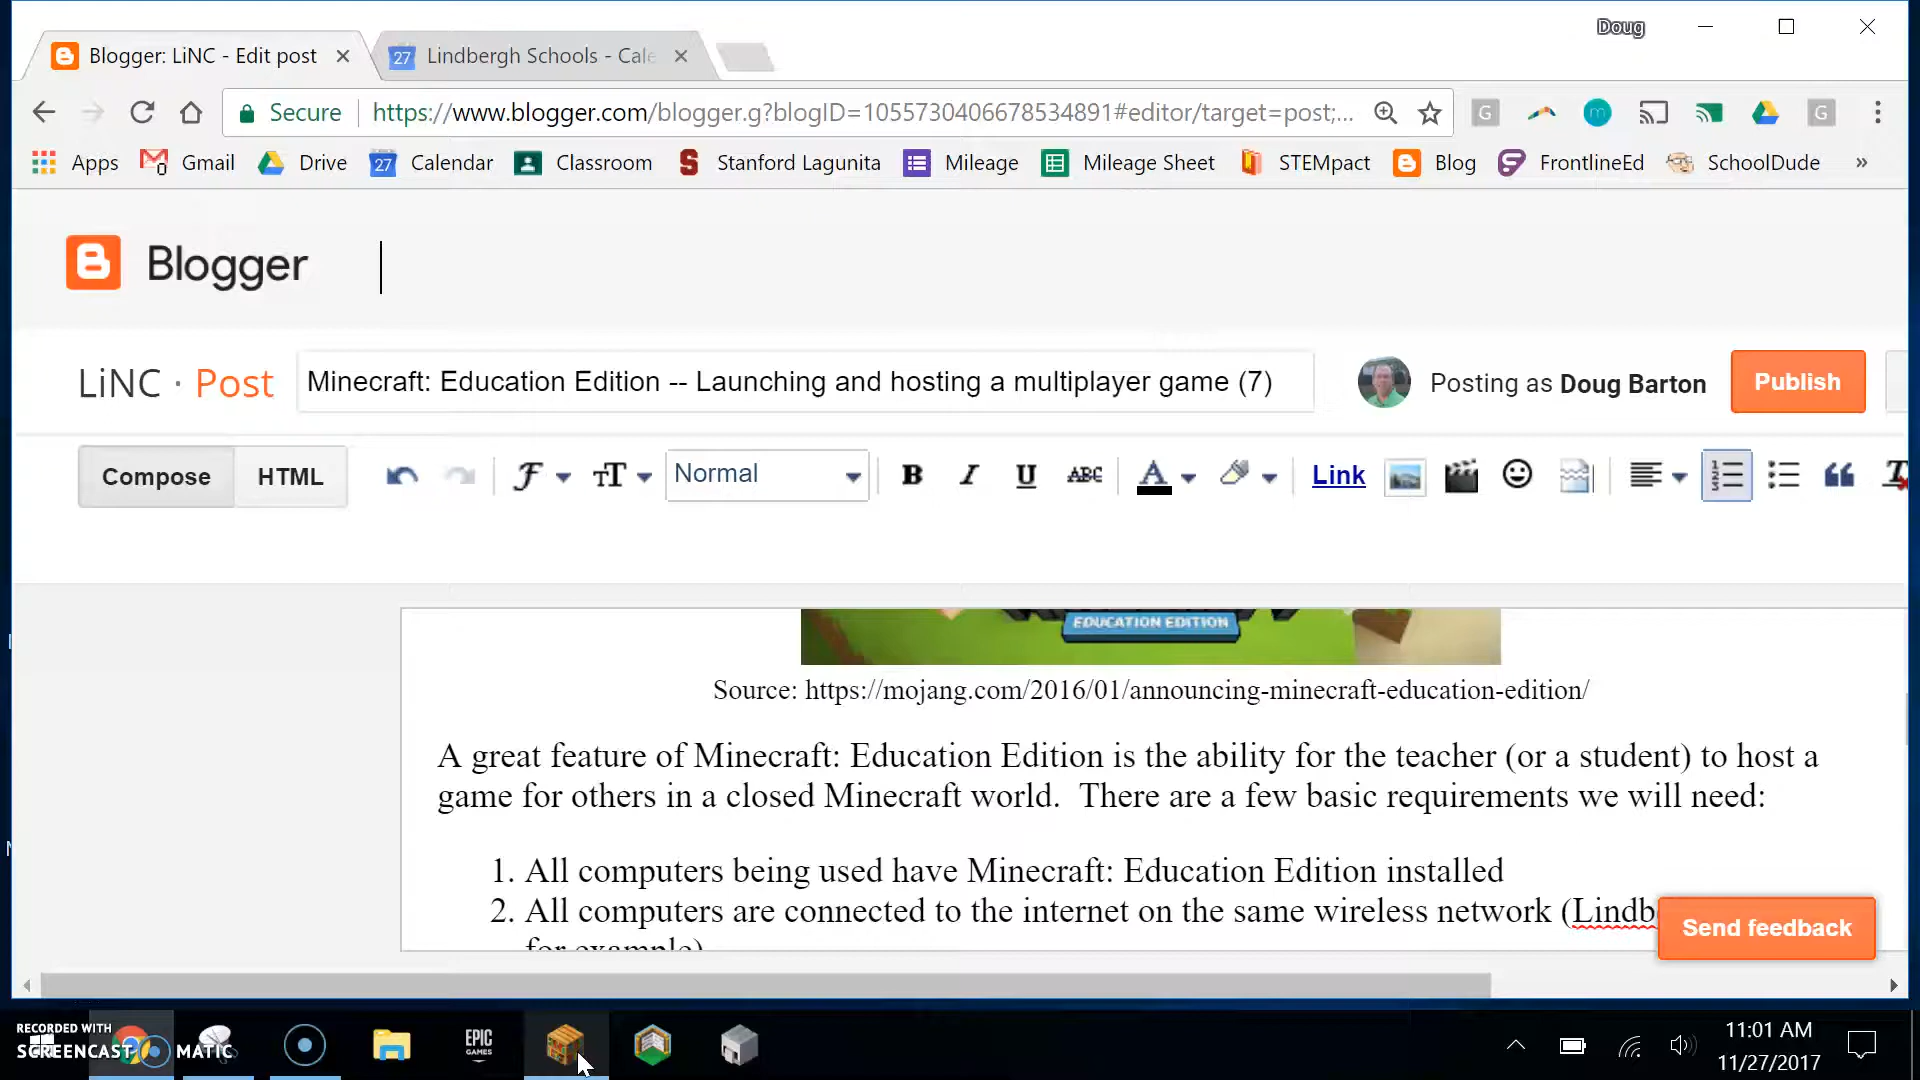 Doug
Blogger: LiNC - Edit post
27 Lindbergh Schools - Cale
Secure https://www.blogger.com/blogger.g?blogID=1055730406678534891#editor/target=post;...
G m G
Apps Gmail Drive 27 Calendar Classroom Stanford Lagunita Mileage Mileage Sheet STEMpact Blog FrontlineEd SchoolDude »
Blogger
LiNC · Post Minecraft: Education Edition -- Launching and hosting a multiplayer game (7) Posting as Doug Barton Publish
Compose HTML Normal B I U ABC A Link
EDUCATION EDITION
Source: https://mojang.com/2016/01/announcing-minecraft-education-edition/
A great feature of Minecraft: Education Edition is the ability for the teacher (or a student) to host a
game for others in a closed Minecraft world.  There are a few basic requirements we will need:
1. All computers being used have Minecraft: Education Edition installed
2. All computers are connected to the internet on the same wireless network (Lindb
for example)
Send feedback
RECORDED WITH
SCREENCAST MATIC
EPIC
GAMES
11:01 AM
11/27/2017